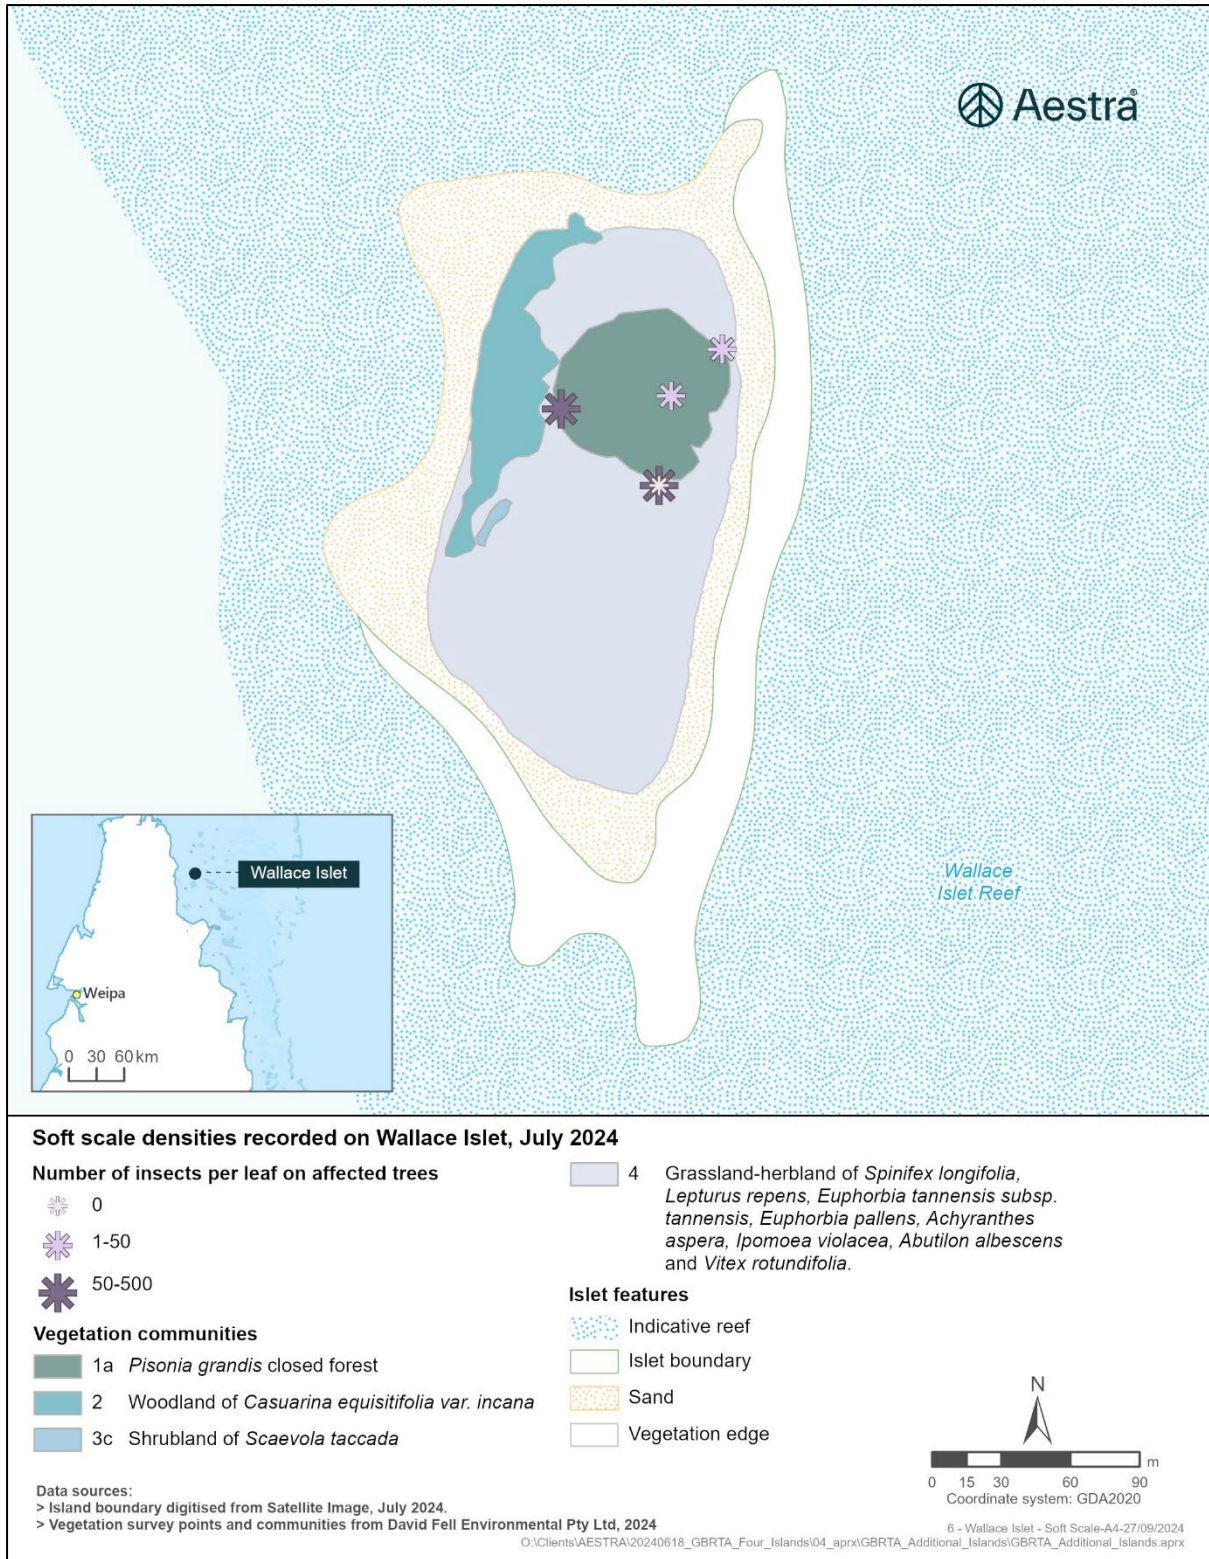 Aestra®
Wallace
Islet Reef
Wallace Islet
Weipa
0 30 60 km
Soft scale densities recorded on Wallace Islet, July 2024
Number of insects per leaf on affected trees
0
1-50
50-500
Vegetation communities
1a Pisonia grandis closed forest
2 Woodland of Casuarina equisitifolia var. incana
3c Shrubland of Scaevola taccada
4 Grassland-herbland of Spinifex longifolia,
Lepturus repens, Euphorbia tannensis subsp.
tannensis, Euphorbia pallens, Achyranthes
aspera, Ipomoea violacea, Abutilon albescens
and Vitex rotundifolia.
Islet features
Indicative reef
Islet boundary
Sand
Vegetation edge
N
m
0 15 30 60 90
Coordinate system: GDA2020
Data sources:
> Island boundary digitised from Satellite Image, July 2024.
> Vegetation survey points and communities from David Fell Environmental Pty Ltd, 2024
6 - Wallace Islet - Soft Scale-A4-27/09/2024
O:\Clients\AESTRA\20240618_GBRTA_Four_Islands\04_aprx\GBRTA_Additional_Islands\GBRTA_Additional_Islands.aprx